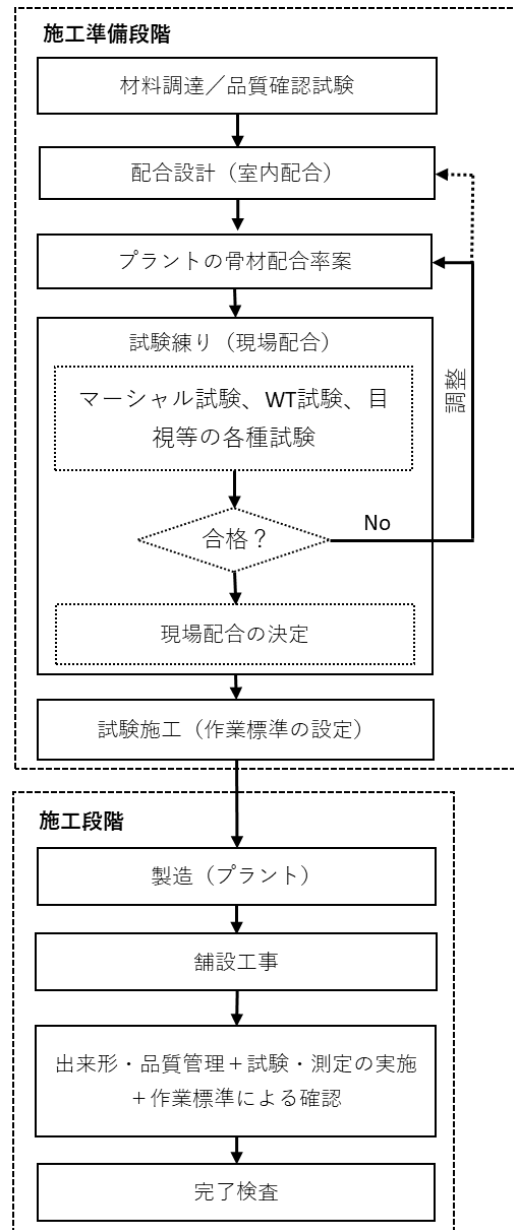 施工準備段階
材料調達／品質確認試験
配合設計（室内配合）
プラントの骨材配合率案
試験練り（現場配合）
マーシャル試験、WT試験、目
視等の各種試験
合格？
No
調整
現場配合の決定
試験施工（作業標準の設定）
施工段階
製造（プラント）
舗設工事
出来形・品質管理＋試験・測定の実施
＋作業標準による確認
完了検査